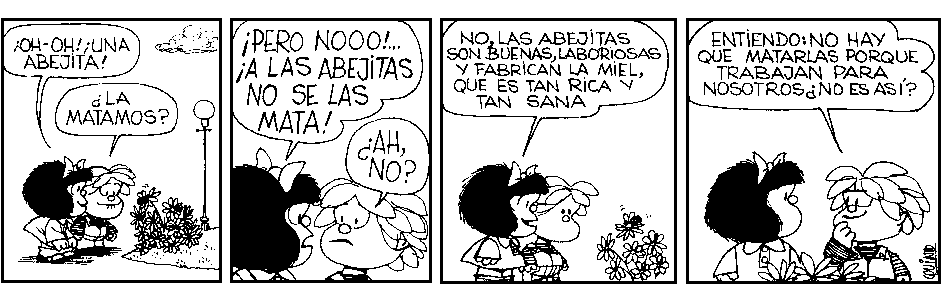 ¡OH-OH!¡UNA
ABEJITA!
¿LA
MATAMOS?
¡PERO NOOO!...
¡A LAS ABEJITAS
NO SE LAS
MATA!
¿AH,
NO?
NO, LAS ABEJITAS
SON BUENAS, LABORIOSAS
Y FABRICAN LA MIEL,
QUE ES TAN RICA Y
TAN SANA
ENTIENDO: NO HAY
QUE MATARLAS PORQUE
TRABAJAN PARA
NOSOTROS ¿NO ES ASÍ?
QUINO